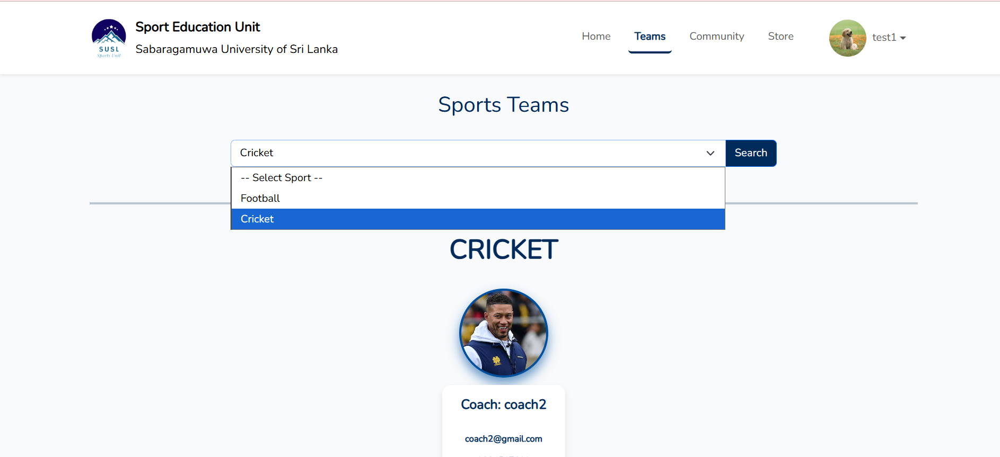 Sport Education Unit
Sabaragamuwa University of Sri Lanka
SUSL
Sports Unit
Home
Teams
Community
Store
test1
Sports Teams
Cricket
Search
-- Select Sport --
Football
Cricket
CRICKET
Coach: coach2
coach2@gmail.com